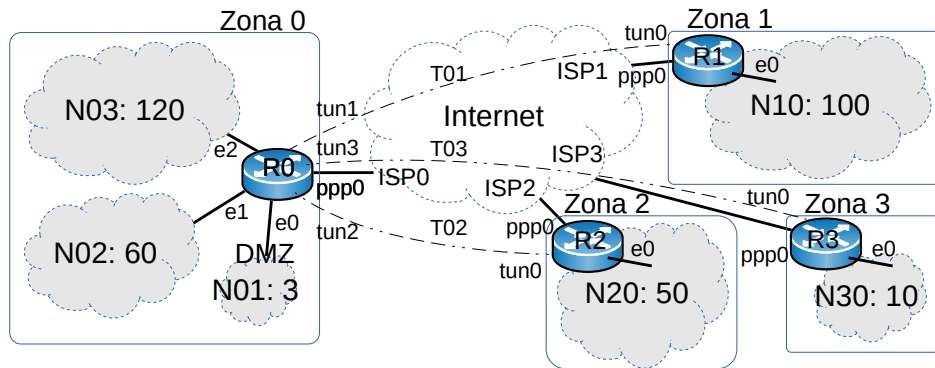 Zona 0
N03: 120
e2
R0
tun1
tun3
ppp0
ISP0
e1
e0
tun2
N02: 60
DMZ
N01: 3
T01
Internet
T03
T02
ISP1
ISP3
ISP2
Zona 1
tun0
R1
ppp0
e0
N10: 100
Zona 2
ppp0
R2
e0
tun0
N20: 50
Zona 3
tun0
R3
ppp0
e0
N30: 10